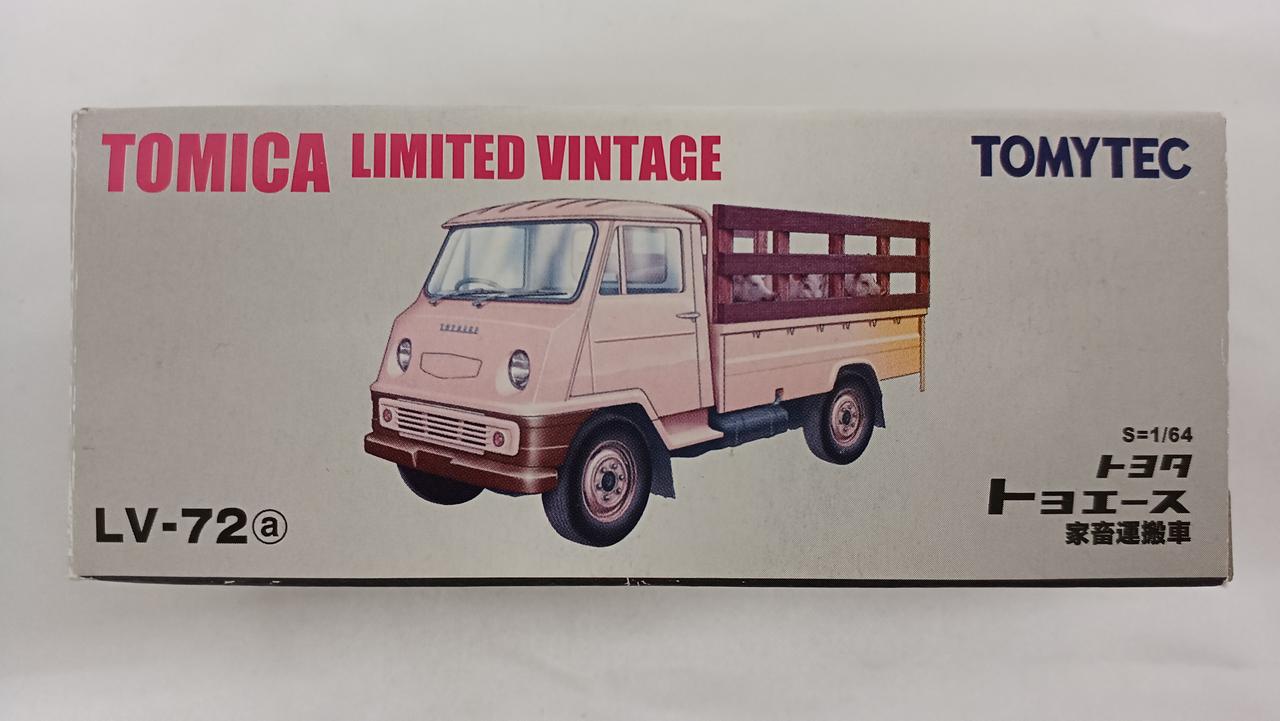 TOMICA LIMITED VINTAGE
TOMYTEC
TOYOACE
S=1/64
トヨタ
トヨエース
家畜運搬車
LV-72ⓐ